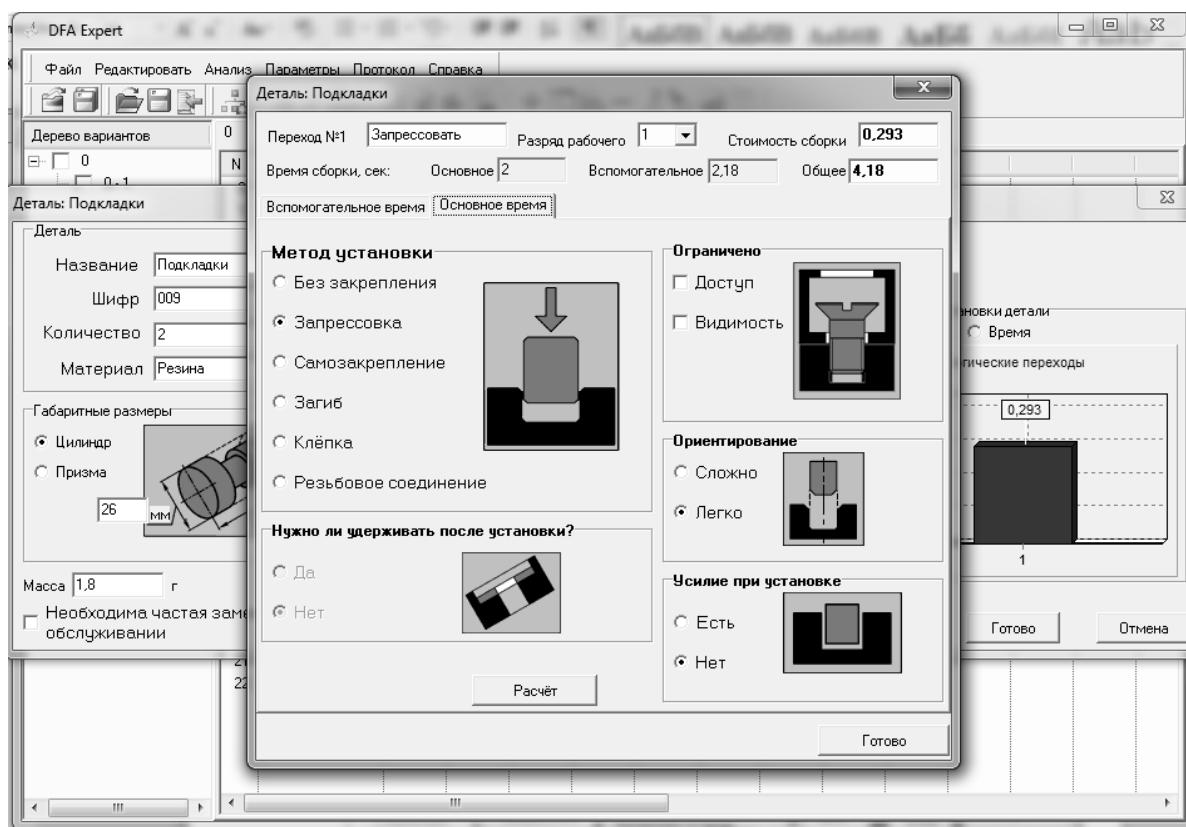 DFA Expert
Файл Редактировать Анализ Параметры Протокол Справка
Дерево вариантов
0
0
N
0 - 1
Деталь: Подкладки
Деталь
Название Подкладки
Шифр 009
Количество 2
Материал Резина
Габаритные размеры
Цилиндр
Призма
26 мм
Масса 1,8 г
Необходима частая
обслуживании
Деталь: Подкладки
Переход №1 Запрессовать Разряд рабочего 1 Стоимость сборки 0,293
Время сборки, сек: Основное 2 Вспомогательное 2,18 Общее 4,18
Вспомогательное время Основное время
Метод установки
Без закрепления
Запрессовка
Самозакрепление
Загиб
Клёпка
Резьбовое соединение
Нужно ли удерживать после установки?
Да
Нет
Расчёт
Ограничено
Доступ
Видимость
Ориентирование
Сложно
Легко
Усилие при установке
Есть
Нет
Готово
детали
Время
переходы
0,293
1
Готово Отмена
22